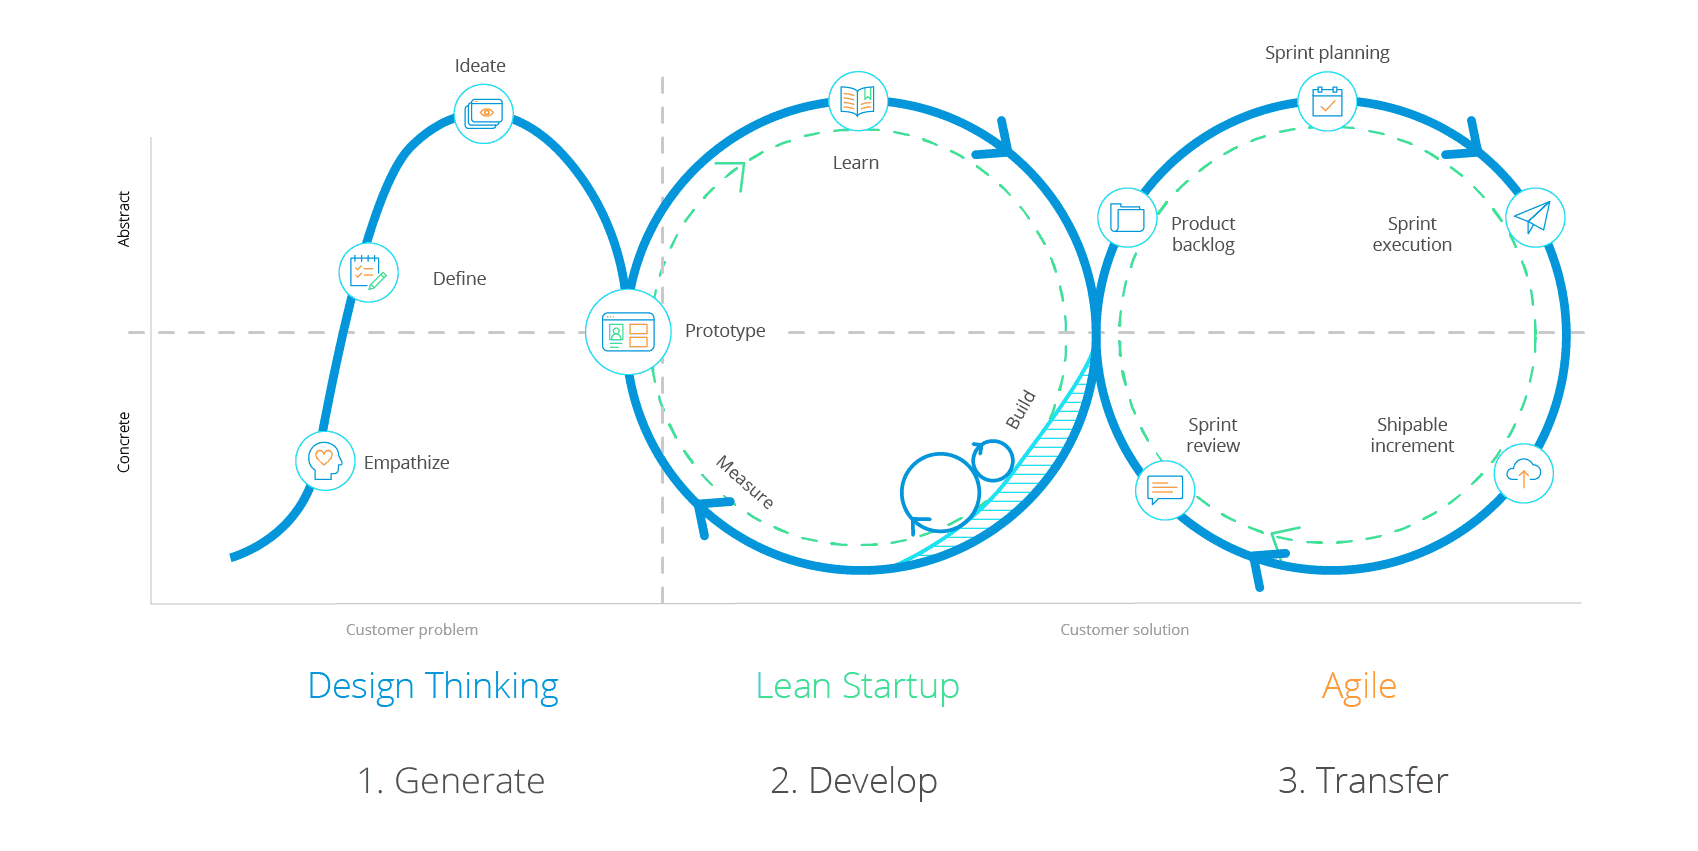 Ideate
Sprint planning
Learn
Abstract
Product
backlog
Sprint
execution
Define
Prototype
Build
Concrete
Empathize
Measure
Sprint
review
Shipable
increment
Customer problem
Customer solution
Design Thinking
Lean Startup
Agile
1. Generate
2. Develop
3. Transfer